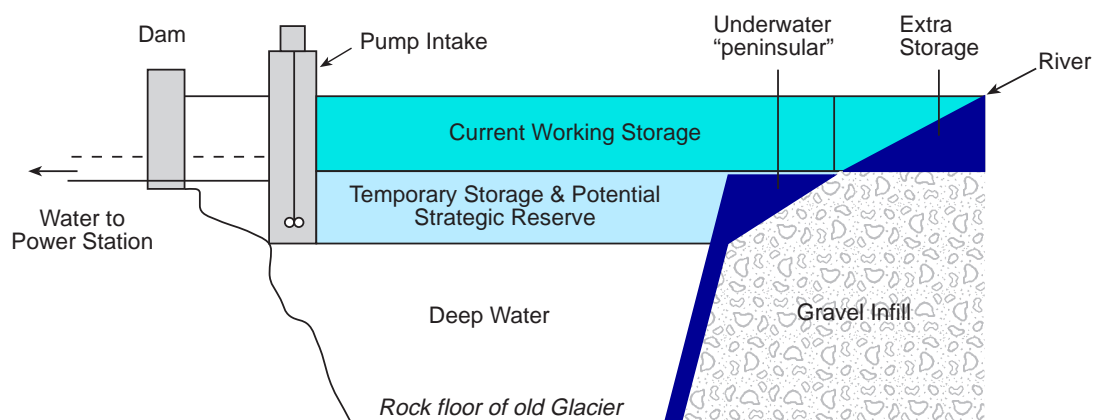 Underwater
“peninsular”
Extra
Storage
Dam
Pump Intake
River
Current Working Storage
Temporary Storage & Potential
Strategic Reserve
Water to
Power Station
Deep Water
Gravel Infill
Rock floor of old Glacier